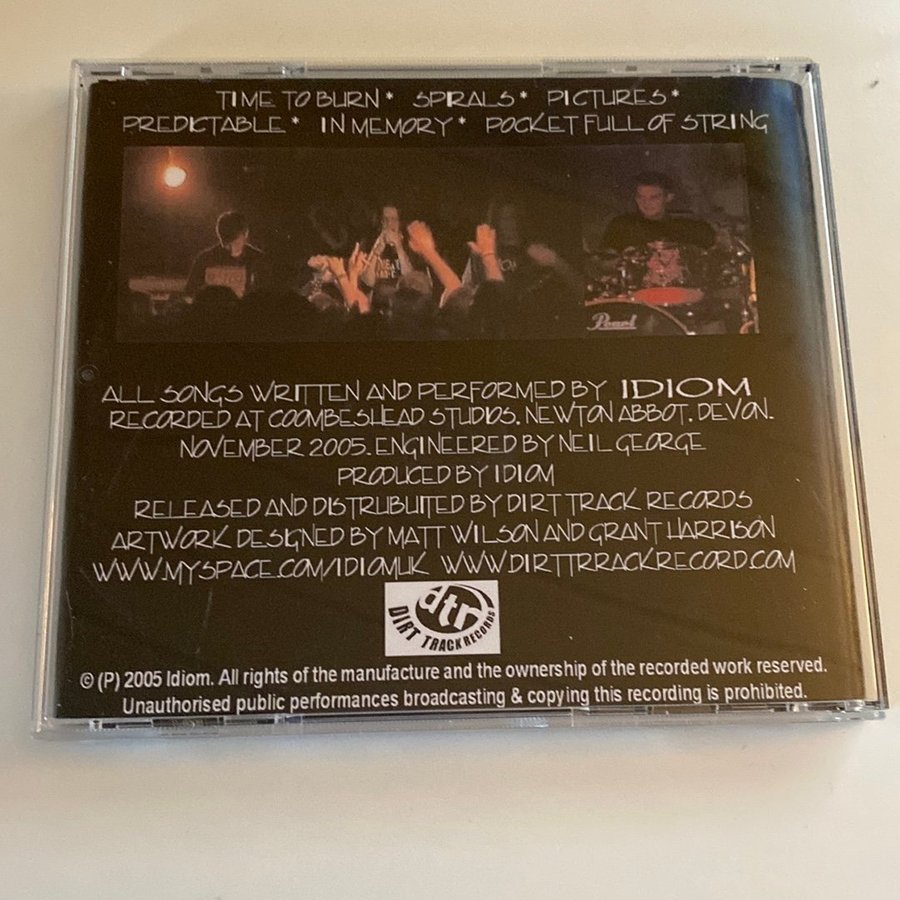 TIME TO BURN* SPIRALS* PICTURES*
PREDICTABLE* IN MEMORY* POCKET FULL OF STRING
Pearl
ALL SONGS WRITTEN AND PERFORMED BY IDIOM
RECORDED AT COOMBESHEAD STUDIOS. NEWTON ABBOT. DEVON.
NOVEMBER 2005. ENGINEERED BY NEIL GEORGE
PRODUCED BY IDIOM
RELEASED AND DISTRUBUITED BY DIRT TRACK RECORDS
ARTWORK DESIGNED BY MATT WILSON AND GRANT HARRISON
WWW.MYSPACE.COM/IDIOMUK WWW.DIRTTRRACKRECORD.COM
dtr
DIRT TRACK RECORDS
© (P) 2005 Idiom. All rights of the manufacture and the ownership of the recorded work reserved.
Unauthorised public performances broadcasting & copying this recording is prohibited.